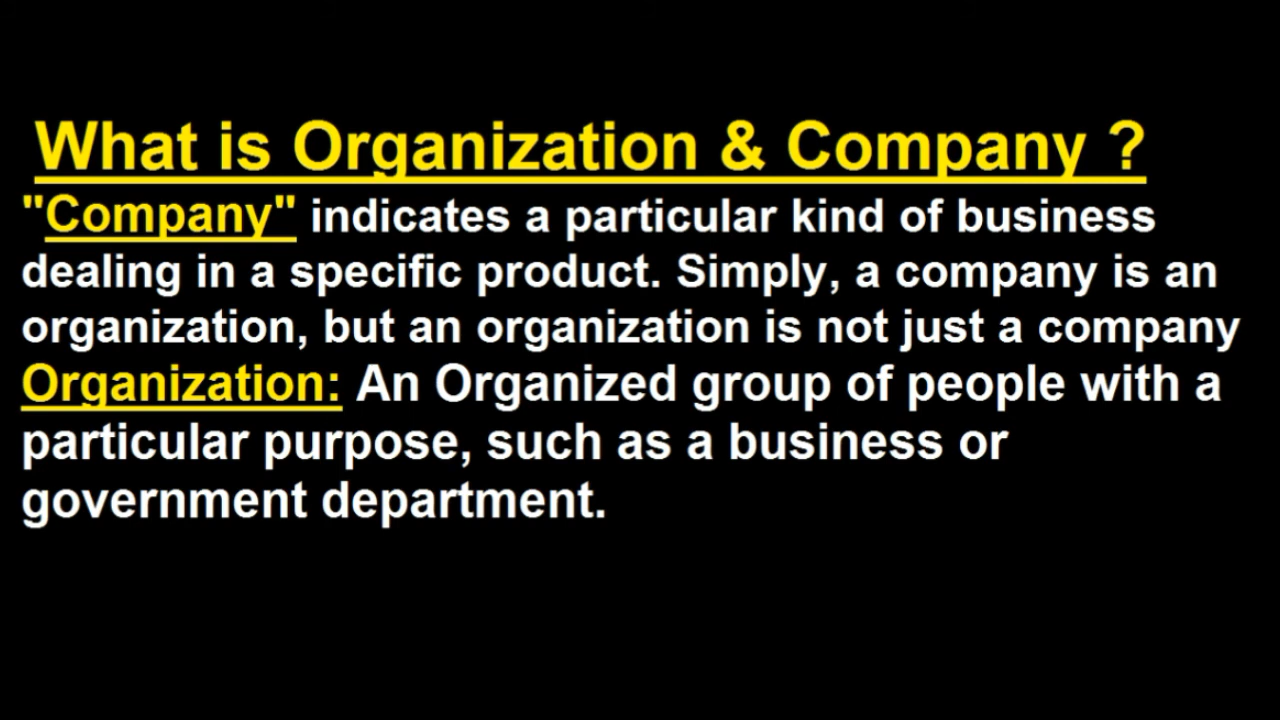 What is Organization & Company ?
"Company" indicates a particular kind of business
dealing in a specific product. Simply, a company is an
organization, but an organization is not just a company
Organization: An Organized group of people with a
particular purpose, such as a business or
government department.